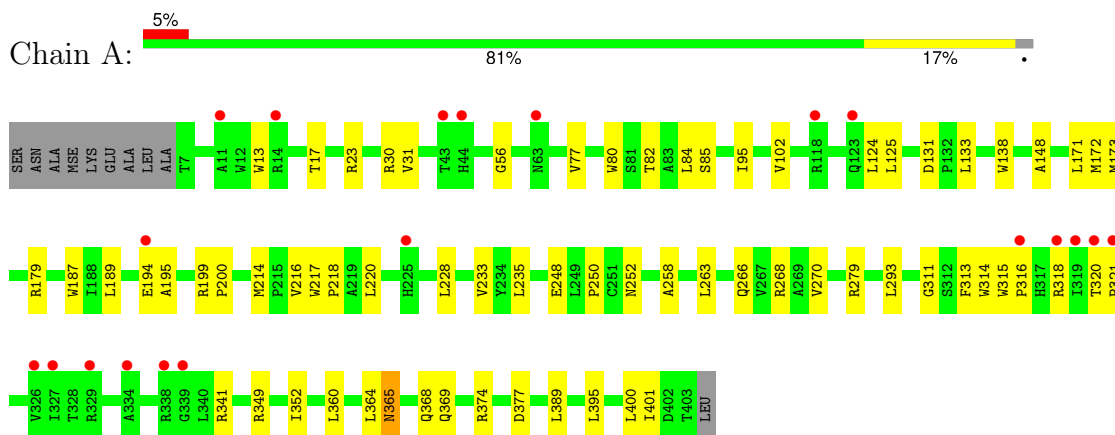 5%
Chain A:
81% 17% •
SER ASN ALA MSE LYS GLU ALA LEU ALA T7 A11 W12 W13 R14 T17 R23 R30 V31 T43 H44 G56 N63 V77 W80 S81 T82 A83 L84 S85 I95 V102 R118 Q123 L124 L125 D131 P132 L133 W138 A148 L171 M172 M173
R179 W187 I188 L189 E194 A195 R199 P200 M214 P215 V216 W217 P218 A219 L220 H225 L228 V233 Y234 L235 E248 L249 P250 C251 N252 A258 L263 Q266 V267 R268 A269 V270 R279 L293 G311 S312 F313 W314 W315 P316 H317 R318 I319 T320 P321
V326 I327 T328 R329 A334 R338 G339 L340 R341 R349 I352 L360 L364 N365 Q368 Q369 R374 D377 L389 L395 L400 I401 D402 T403 LEU